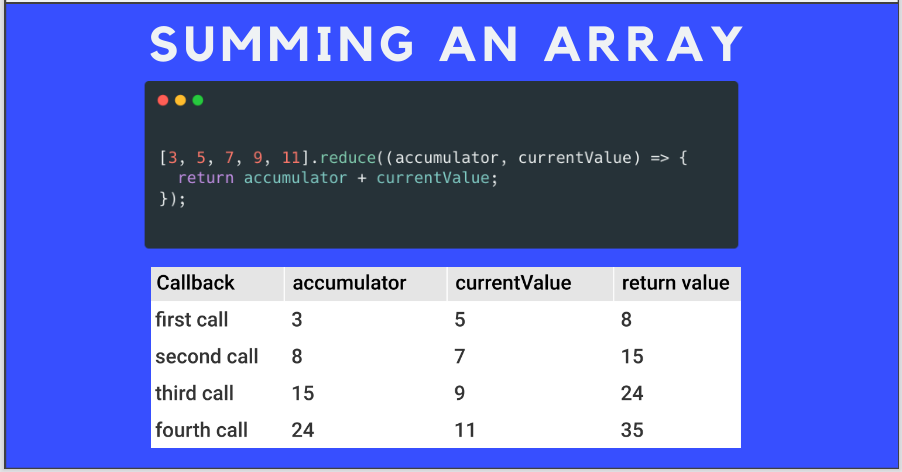 SUMMING AN ARRAY
[3, 5, 7, 9, 11].reduce((accumulator, currentValue) => {
  return accumulator + currentValue;
});
Callback accumulator currentValue return value
first call 3 5 8
second call 8 7 15
third call 15 9 24
fourth call 24 11 35